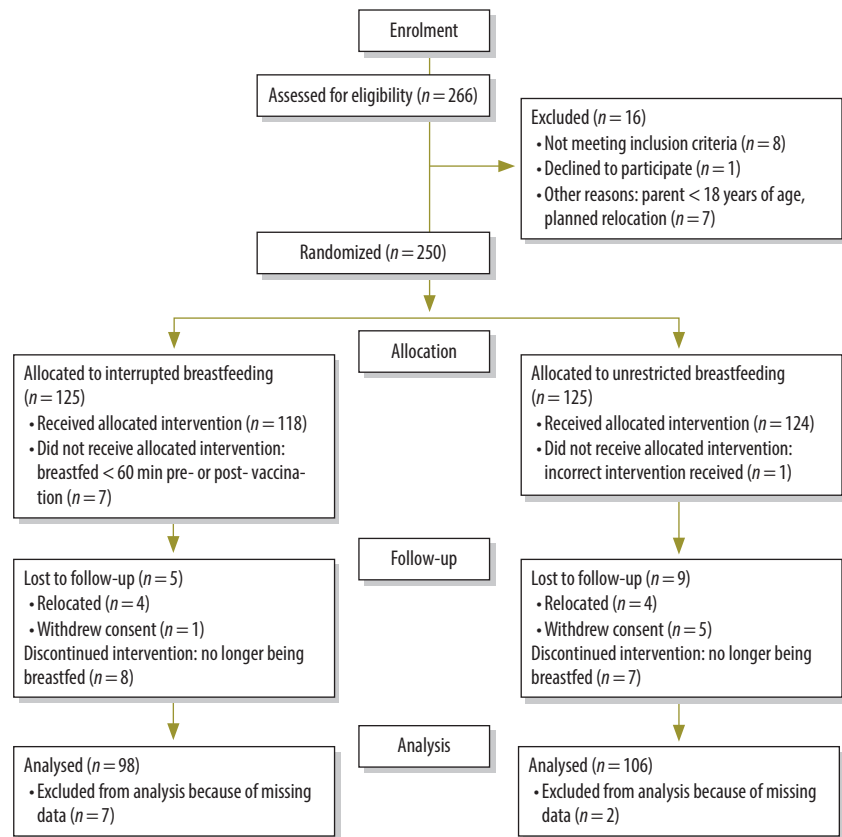 Enrolment
Assessed for eligibility (n = 266)
Excluded (n = 16)
• Not meeting inclusion criteria (n = 8)
• Declined to participate (n = 1)
• Other reasons: parent < 18 years of age,
planned relocation (n = 7)
Randomized (n = 250)
Allocation
Allocated to interrupted breastfeeding
(n = 125)
• Received allocated intervention (n = 118)
• Did not receive allocated intervention:
breastfed < 60 min pre- or post- vaccina-
tion (n = 7)
Allocated to unrestricted breastfeeding
(n = 125)
• Received allocated intervention (n = 124)
• Did not receive allocated intervention:
incorrect intervention received (n = 1)
Follow-up
Lost to follow-up (n = 5)
• Relocated (n = 4)
• Withdrew consent (n = 1)
Discontinued intervention: no longer being
breastfed (n = 8)
Lost to follow-up (n = 9)
• Relocated (n = 4)
• Withdrew consent (n = 5)
Discontinued intervention: no longer being
breastfed (n = 7)
Analysis
Analysed (n = 98)
• Excluded from analysis because of missing
data (n = 7)
Analysed (n = 106)
• Excluded from analysis because of missing
data (n = 2)